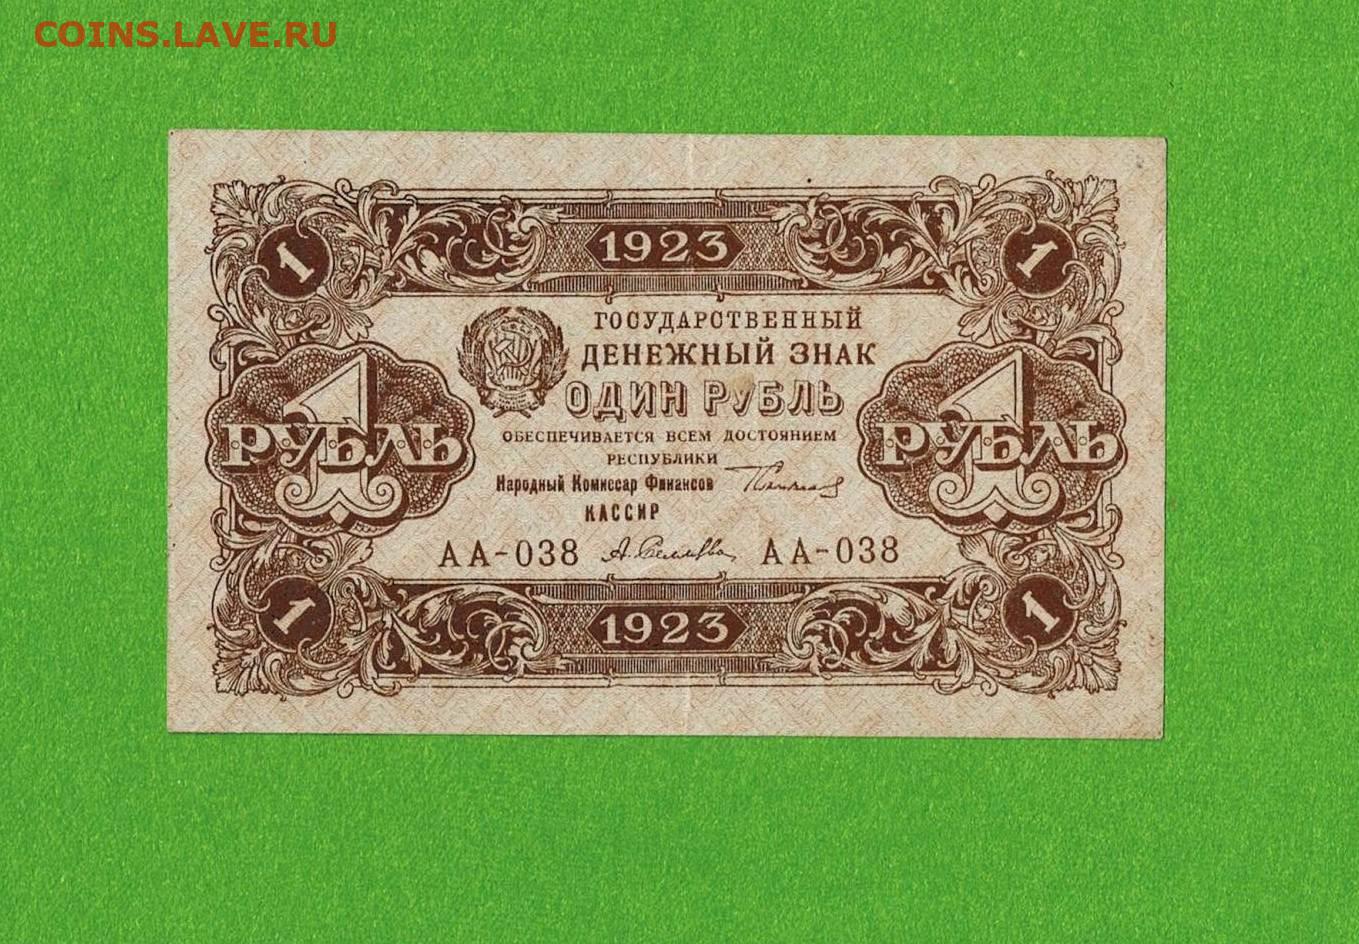 COINS.LAVE.RU
1 1923 1
ГОСУДАРСТВЕННЫЙ
ДЕНЕЖНЫЙ ЗНАК
ОДИН РУБЛЬ
1 РУБЛЬ
1 РУБЛЬ
ОБЕСПЕЧИВАЕТСЯ ВСЕМ ДОСТОЯНИЕМ
РЕСПУБЛИКИ
Народный Комиссар Финансов
КАССИР
АА-038 АА-038
1 1923 1